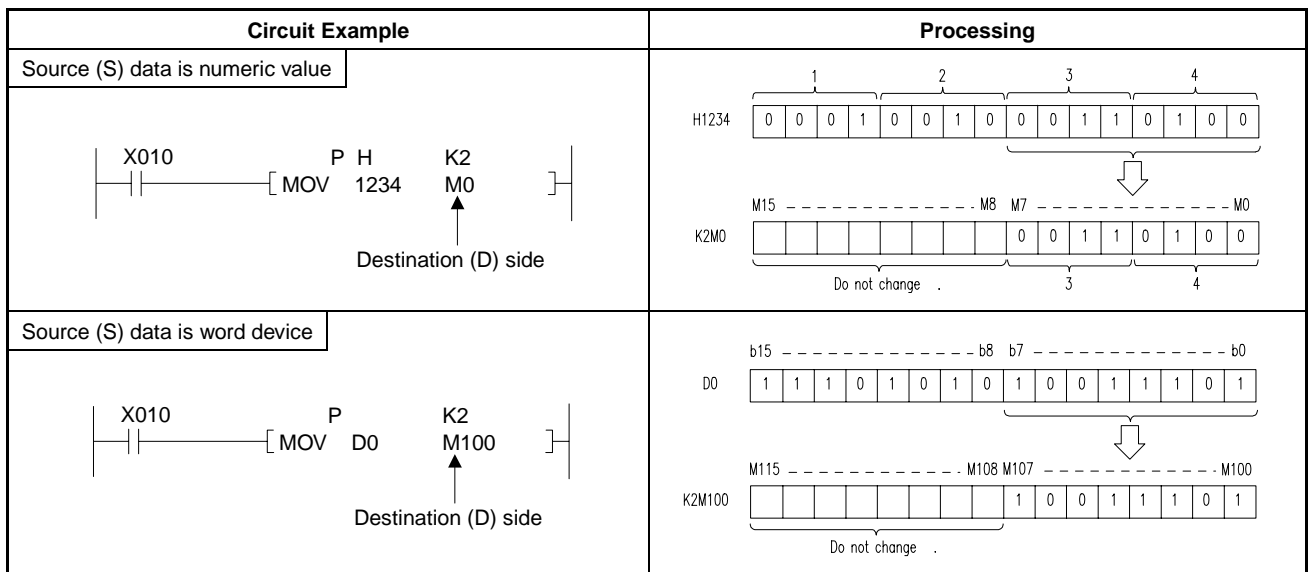 Circuit Example
Processing
Source (S) data is numeric value
X010 P H K2
MOV 1234 M0
Destination (D) side
1 2 3 4
H1234 0 0 0 1 0 0 1 0 0 0 1 1 0 1 0 0
M15 M8 M7 M0
K2M0 0 0 1 1 0 1 0 0
Do not change . 3 4
Source (S) data is word device
X010 P K2
MOV D0 M100
Destination (D) side
b15 b8 b7 b0
D0 1 1 1 0 1 0 1 0 1 0 0 1 1 1 0 1
M115 M108 M107 M100
K2M100 1 0 0 1 1 1 0 1
Do not change .